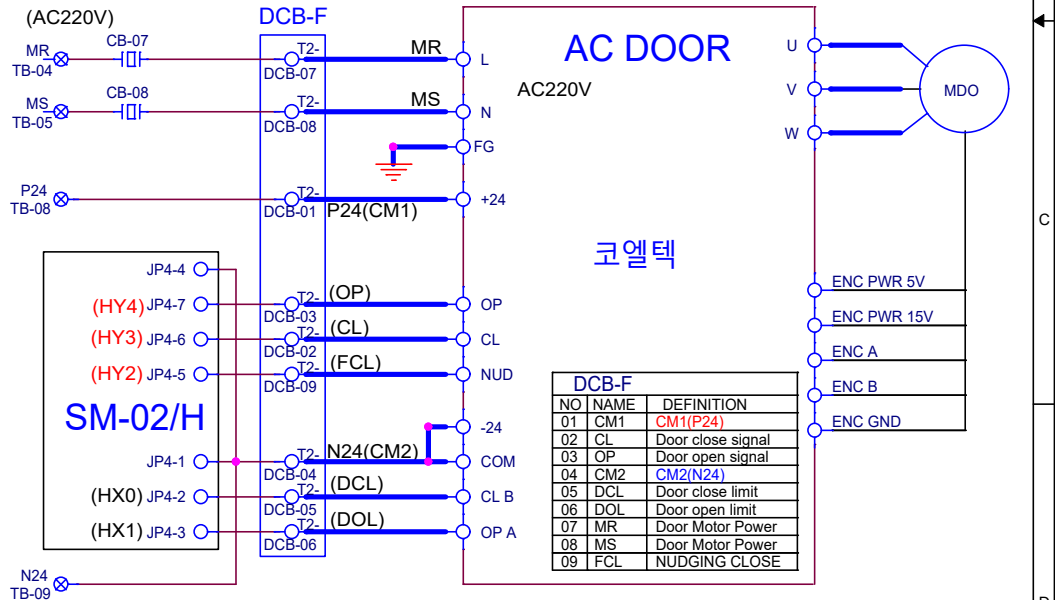 (AC220V)
DCB-F
MR
TB-04
CB-07
T2-
DCB-07
MR
L
AC DOOR
AC220V
U
MS
TB-05
CB-08
T2-
DCB-08
MS
N
V
MDO
FG
W
P24
TB-08
T2-
DCB-01
P24(CM1)
+24
C
코엘텍
JP4-4
(HY4) JP4-7
T2-
DCB-03
(OP)
OP
(HY3) JP4-6
T2-
DCB-02
(CL)
CL
(HY2) JP4-5
T2-
DCB-09
(FCL)
NUD
SM-02/H
-24
JP4-1
T2-
DCB-04
N24(CM2)
COM
(HX0) JP4-2
T2-
DCB-05
(DCL)
CL B
(HX1) JP4-3
T2-
DCB-06
(DOL)
OP A
N24
TB-09
ENC PWR 5V
ENC PWR 15V
ENC A
ENC B
ENC GND
DCB-F
NO NAME DEFINITION
01 CM1 CM1(P24)
02 CL Door close signal
03 OP Door open signal
04 CM2 CM2(N24)
05 DCL Door close limit
06 DOL Door open limit
07 MR Door Motor Power
08 MS Door Motor Power
09 FCL NUDGING CLOSE